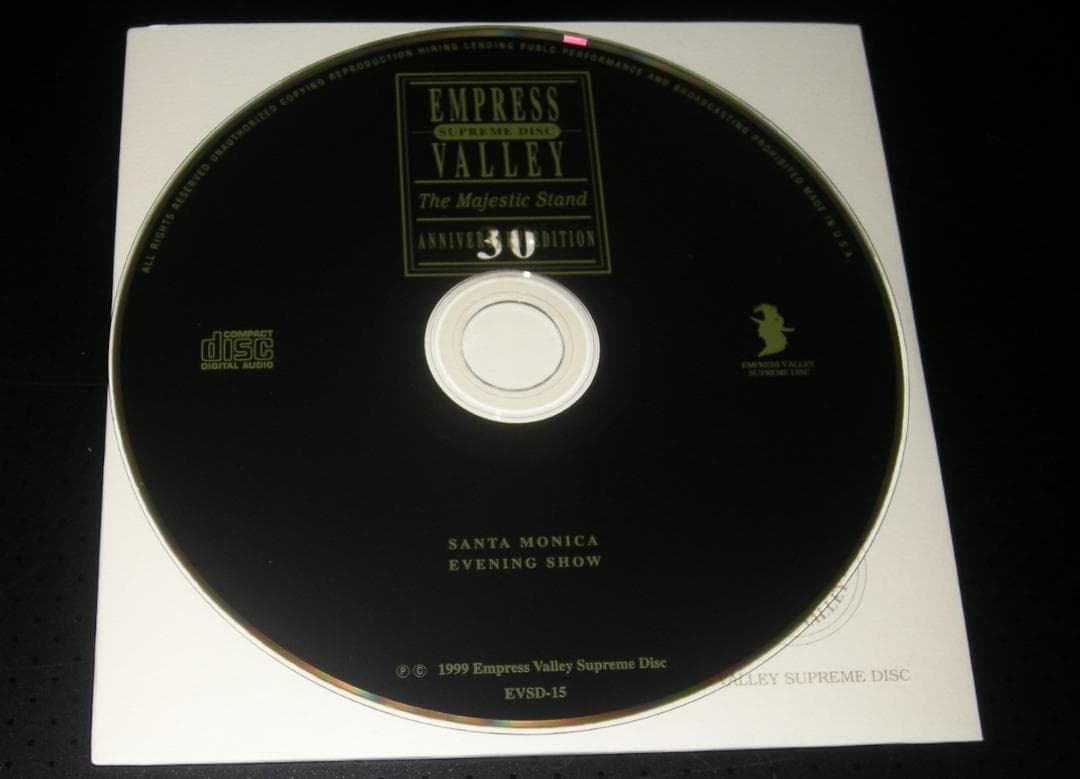 ALL RIGHTS RESERVED UNAUTHORIZED COPYING REPRODUCTION HIRING LENDING PUBLIC PERFORMANCE AND BROADCASTING PROHIBITED MADE IN U.S.A.
EMPRESS
SUPREME DISC
VALLEY
The Majestic Stand
30
EDITION
COMPACT
disc
DIGITAL AUDIO
EMPRESS VALLEY
SUPREME DISC
SANTA MONICA
EVENING SHOW
Ⓟ © 1999 Empress Valley Supreme Disc
EVSD-15
VALLEY
VALLEY SUPREME DISC